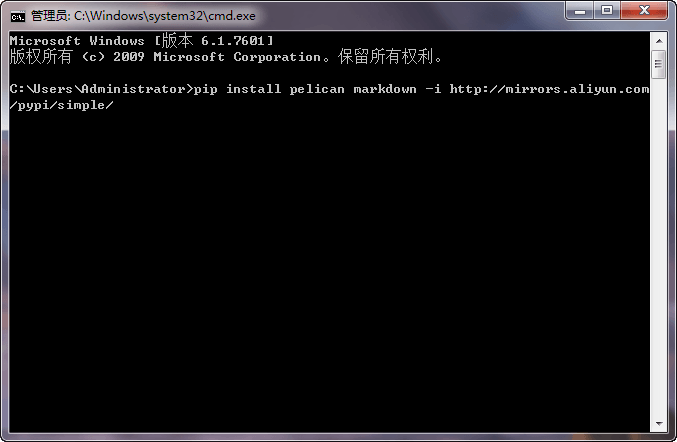 管理员: C:\Windows\system32\cmd.exe
Microsoft Windows [版本 6.1.7601]
版权所有 (c) 2009 Microsoft Corporation。保留所有权利。
C:\Users\Administrator>pip install pelican markdown -i http://mirrors.aliyun.com
/pypi/simple/